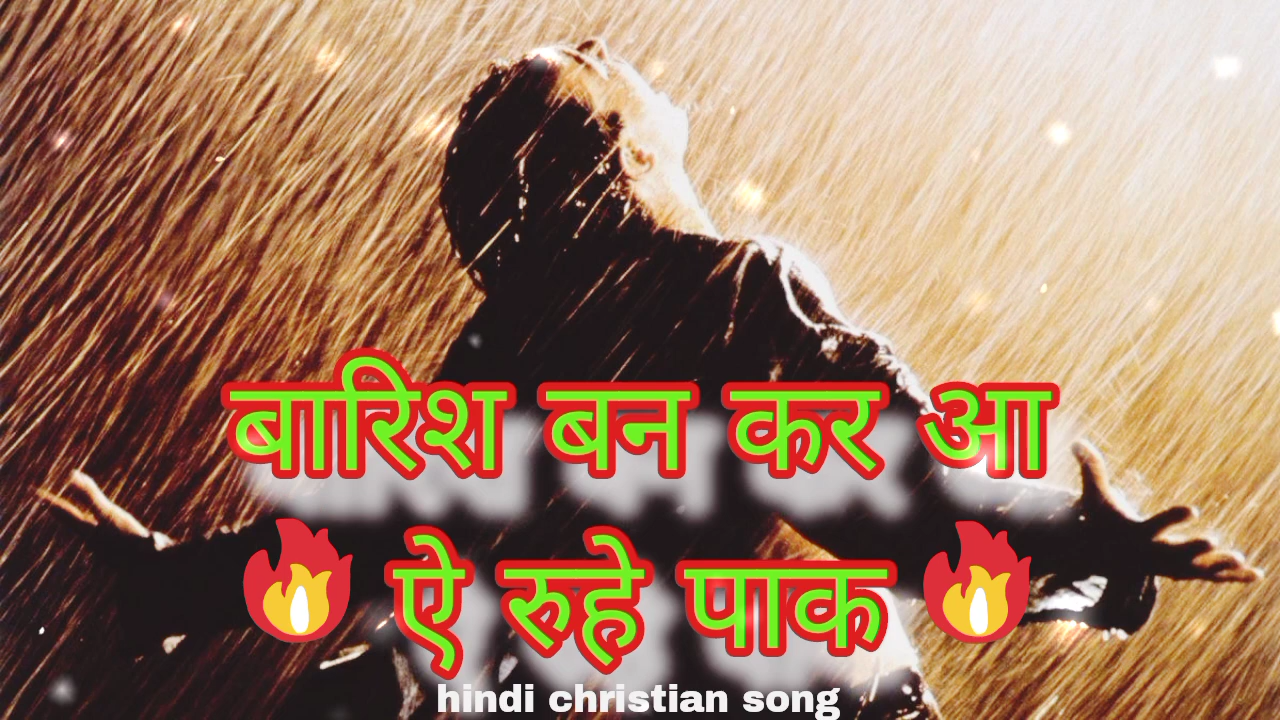 बारिश बन कर आ
ऐ रुहे पाक
hindi christian song